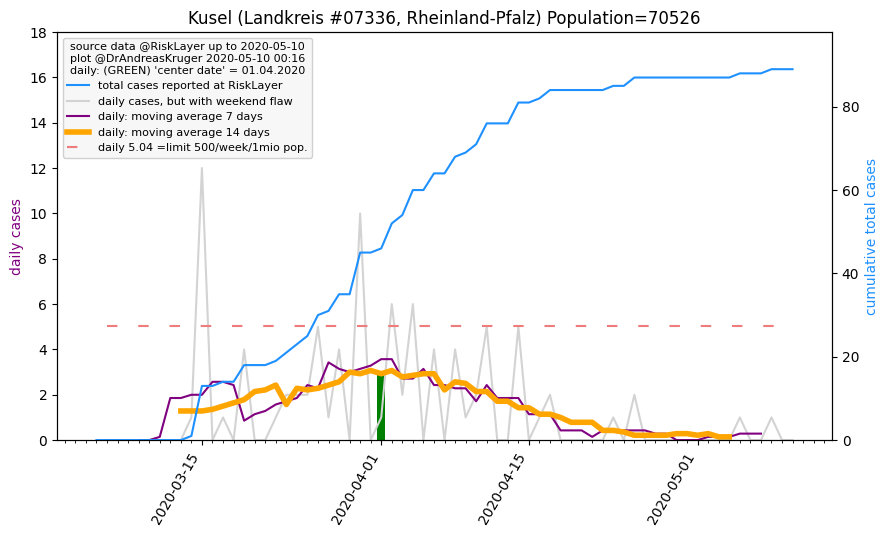 Kusel (Landkreis #07336, Rheinland-Pfalz) Population=70526
source data @RiskLayer up to 2020-05-10
plot @DrAndreasKruger 2020-05-10 00:16
daily: (GREEN) 'center date' = 01.04.2020
total cases reported at RiskLayer
daily cases, but with weekend flaw
daily: moving average 7 days
daily: moving average 14 days
daily 5.04 =limit 500/week/1mio pop.
daily cases
18
16
14
12
10
8
6
4
2
0
80
60
40
20
0
cumulative total cases
2020-03-15
2020-04-01
2020-04-15
2020-05-01